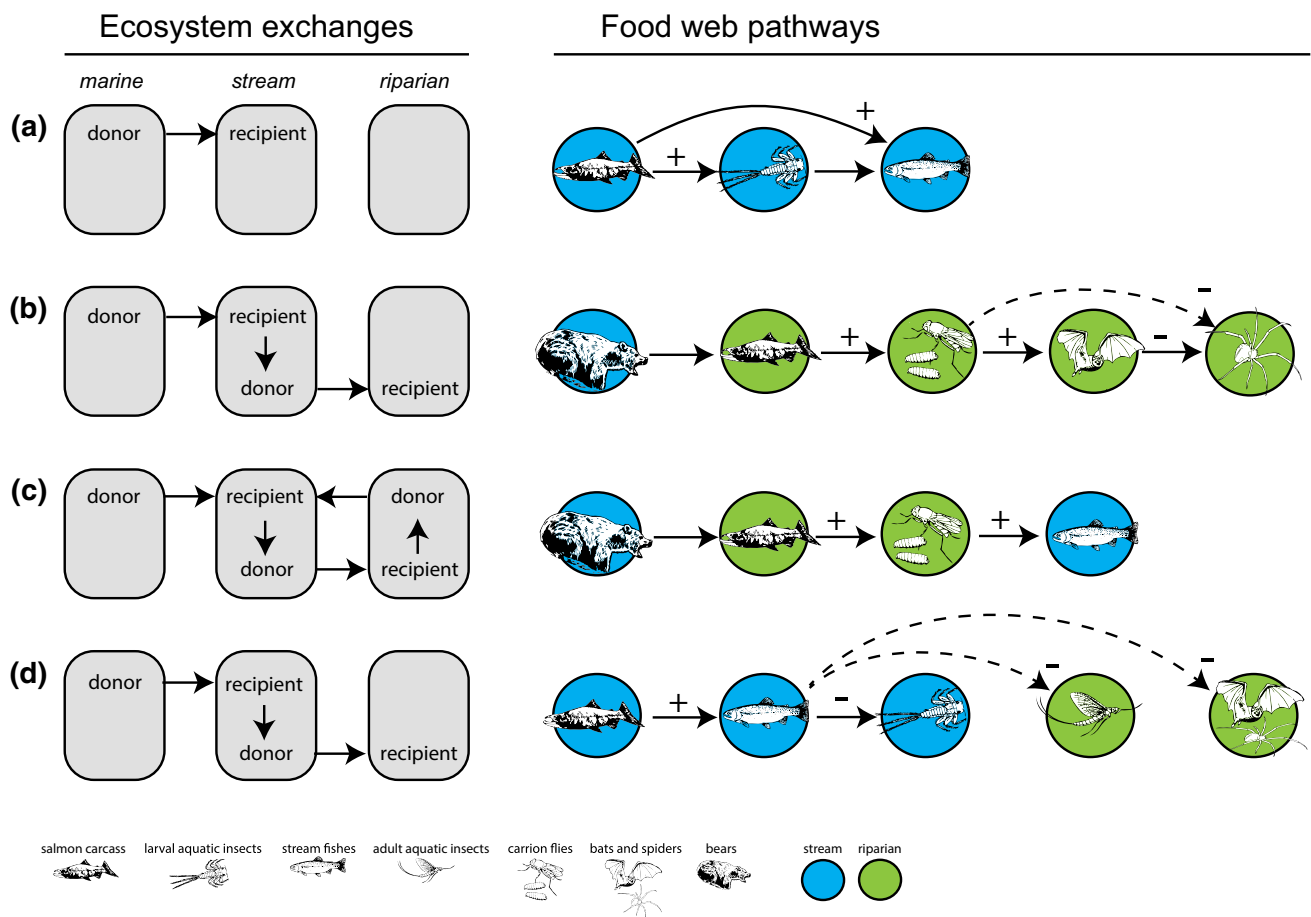 Ecosystem exchanges
Food web pathways
marine stream riparian
(a) donor recipient
+ +
(b) donor recipient
donor recipient
+ + - -
(c) donor recipient donor
donor recipient
+ +
(d) donor recipient
donor recipient
+ - - -
salmon carcass larval aquatic insects stream fishes adult aquatic insects carrion flies bats and spiders bears stream riparian